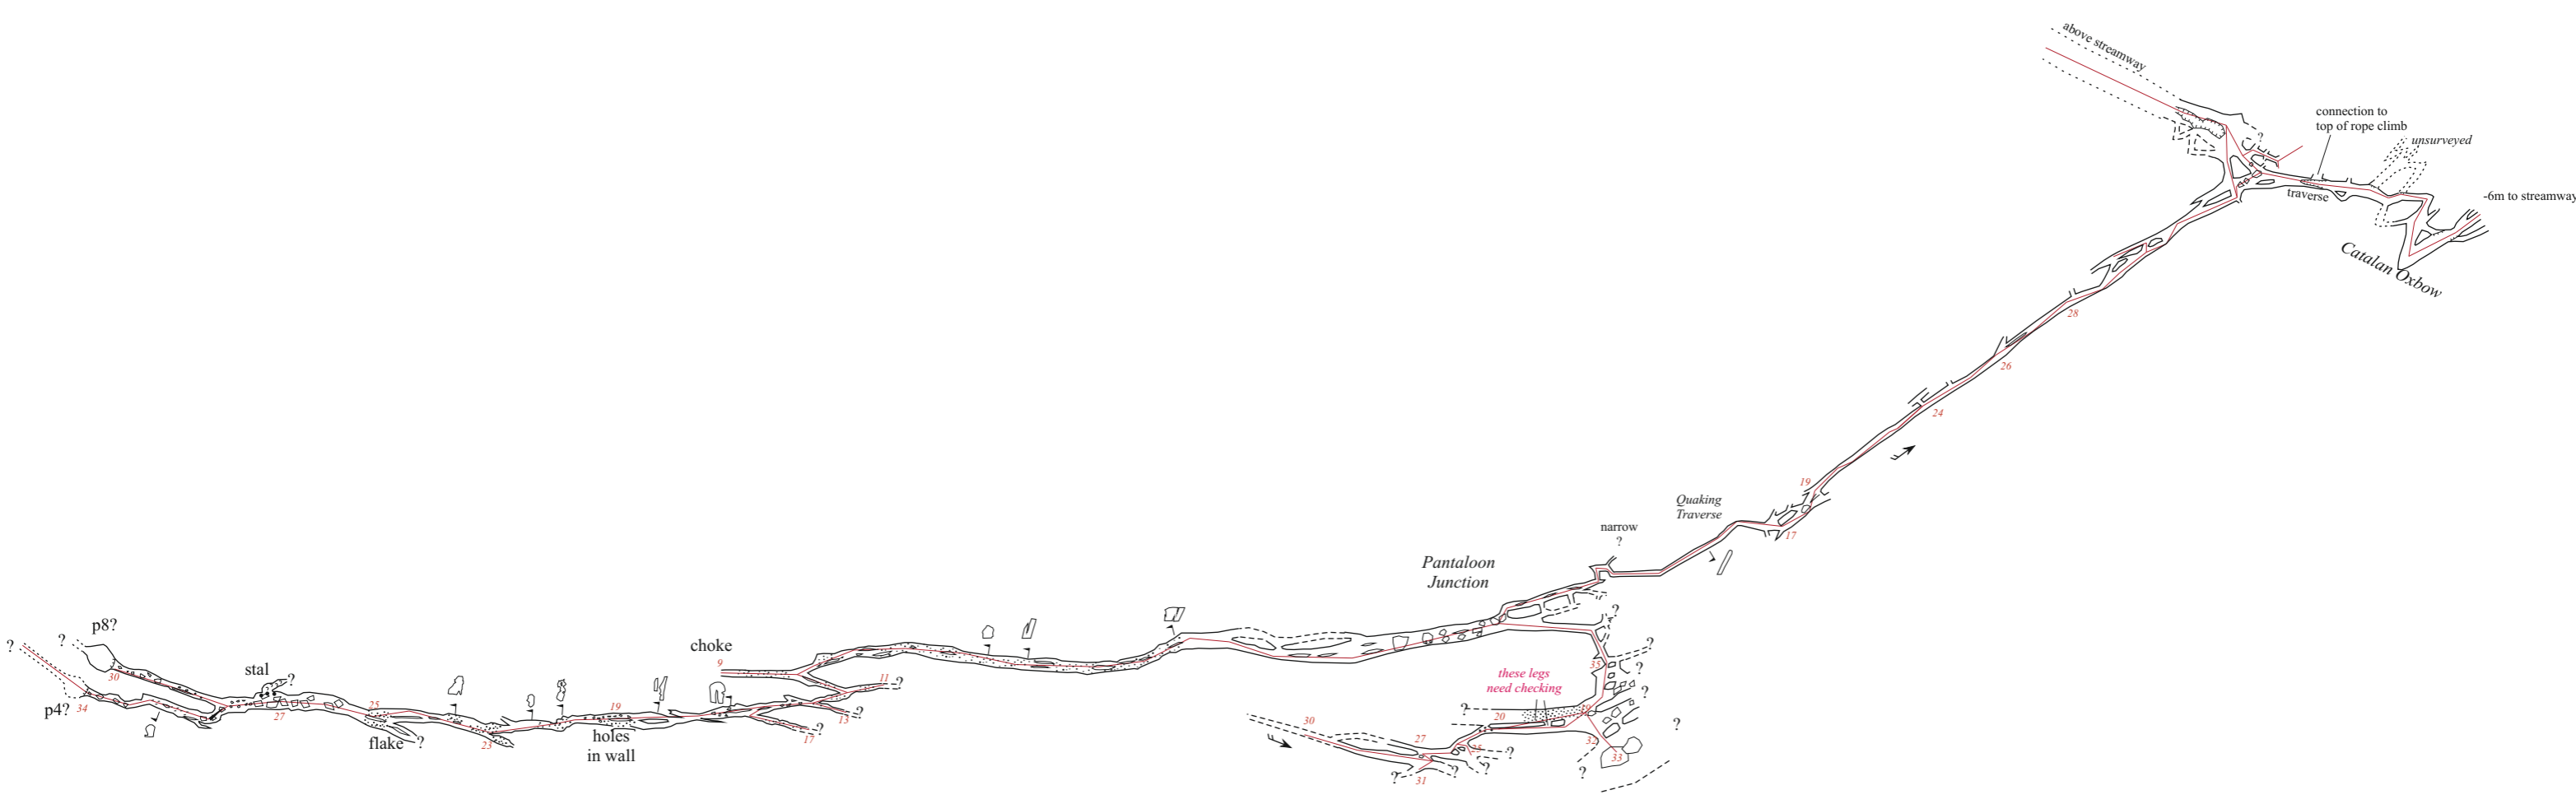 above streamway
connection to
top of rope climb
?
unsurveyed
traverse
-6m to streamway
Catalan Oxbow
28
26
24
19
17
Quaking
Traverse
narrow
?
Pantaloon
Junction
?
?
35
?
?
these legs
need checking
?
20
19
32
33
?
?
30
27
25
?
?
?
?
31
choke
9
11
?
13
?
17
?
19
holes
in wall
23
25
flake
?
27
stal
?
p8?
?
30
?
p4?
34